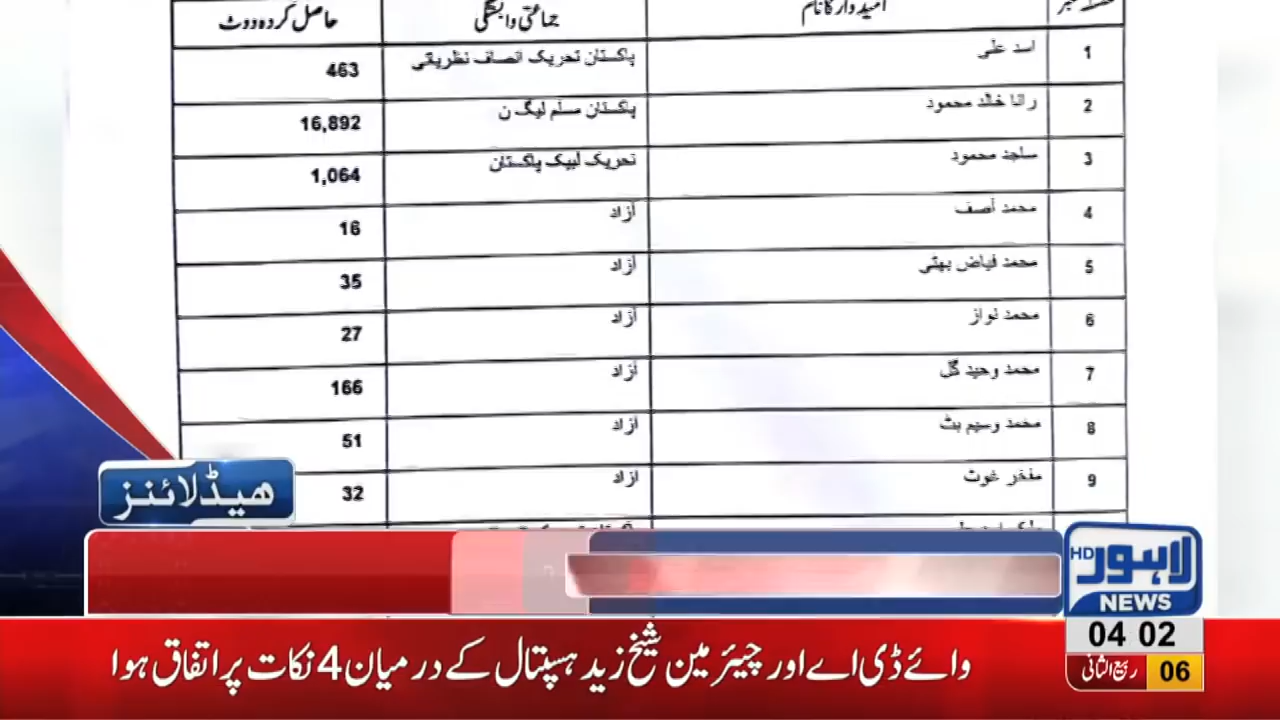 امیدوار کا نام جماعتی وابستگی حاصل کردہ ووٹ
1 اسد علی پاکستان تحریک انصاف نظریاتی 463
2 رانا خالد محمود پاکستان مسلم لیگ ن 16,892
3 ساجد محمود تحریک لبیک پاکستان 1,064
4 محمد آصف آزاد 16
5 محمد فیاض بھٹی آزاد 35
6 محمد نواز آزاد 27
7 محمد وحید گل آزاد 166
8 محمد وسیم بٹ آزاد 51
9 مفخر غوث آزاد 32
ھیڈلائنز
HD لاہور
NEWS
04 02
وائے ڈی اے اور چیئرمین شیخ زید ہسپتال کے درمیان 4 نکات پر اتفاق ہوا
ربیع الثانی 06